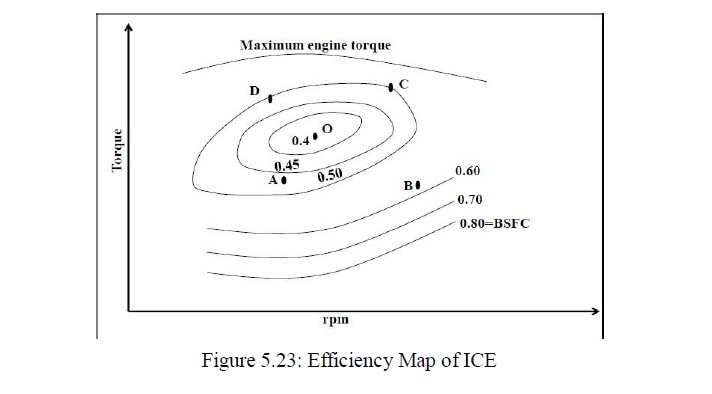 Maximum engine torque
D
C
O
0.4
0.45
0.50
A
B
0.60
0.70
0.80=BSFC
Torque
rpm
Figure 5.23: Efficiency Map of ICE